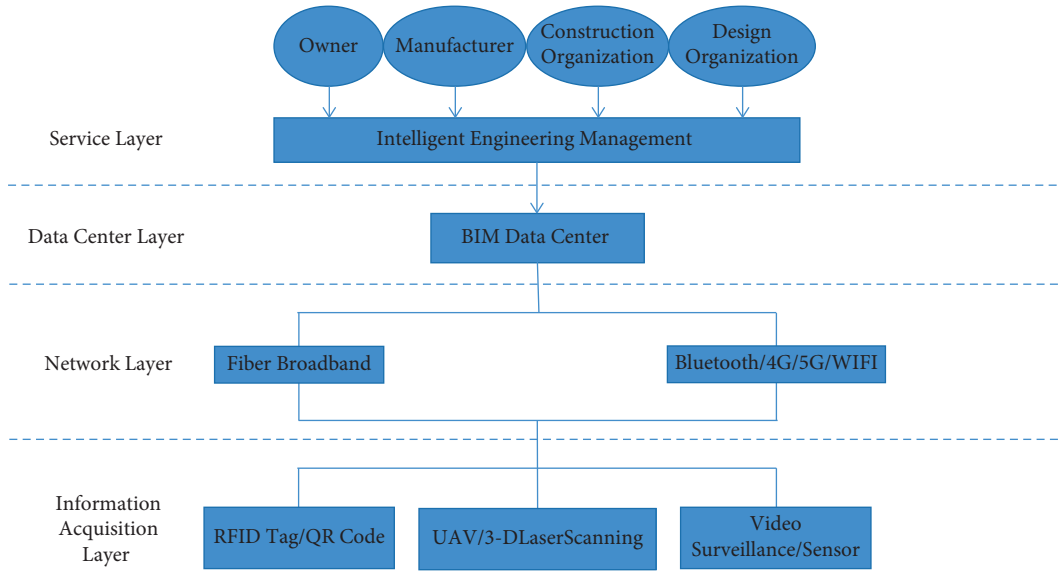 Owner
Manufacturer
Construction
Organization
Design
Organization
Service Layer
Intelligent Engineering Management
Data Center Layer
BIM Data Center
Network Layer
Fiber Broadband
Bluetooth/4G/5G/WIFI
Information
Acquisition
Layer
RFID Tag/QR Code
UAV/3-DLaserScanning
Video
Surveillance/Sensor